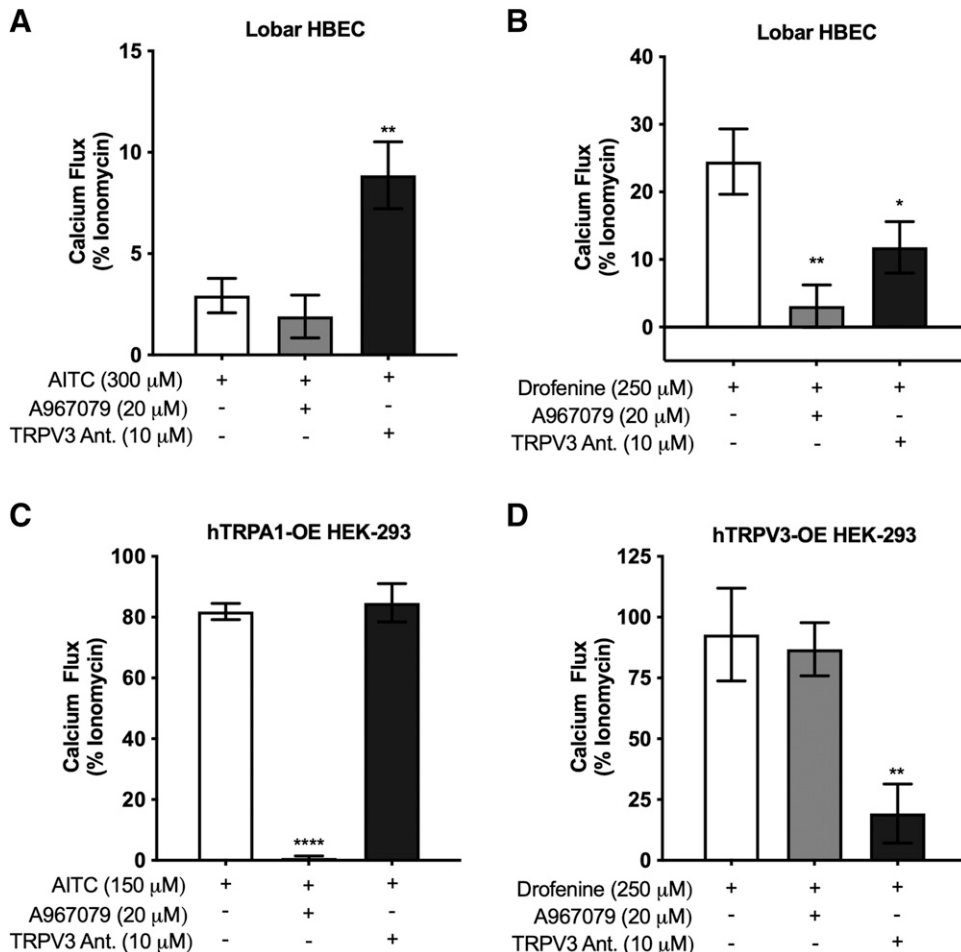 A
Lobar HBEC
Calcium Flux
(% Ionomycin)
15
10
5
0
**
AITC (300 μM) + + +
A967079 (20 μM) - + -
TRPV3 Ant. (10 μM) - - +
B
Lobar HBEC
Calcium Flux
(% Ionomycin)
40
30
20
10
0
**
*
Drofenine (250 μM) + + +
A967079 (20 μM) - + -
TRPV3 Ant. (10 μM) - - +
C
hTRPA1-OE HEK-293
Calcium Flux
(% Ionomycin)
100
80
60
40
20
0
****
AITC (150 μM) + + +
A967079 (20 μM) - + -
TRPV3 Ant. (10 μM) - - +
D
hTRPV3-OE HEK-293
Calcium Flux
(% Ionomycin)
125
100
75
50
25
0
**
Drofenine (250 μM) + + +
A967079 (20 μM) - + -
TRPV3 Ant. (10 μM) - - +